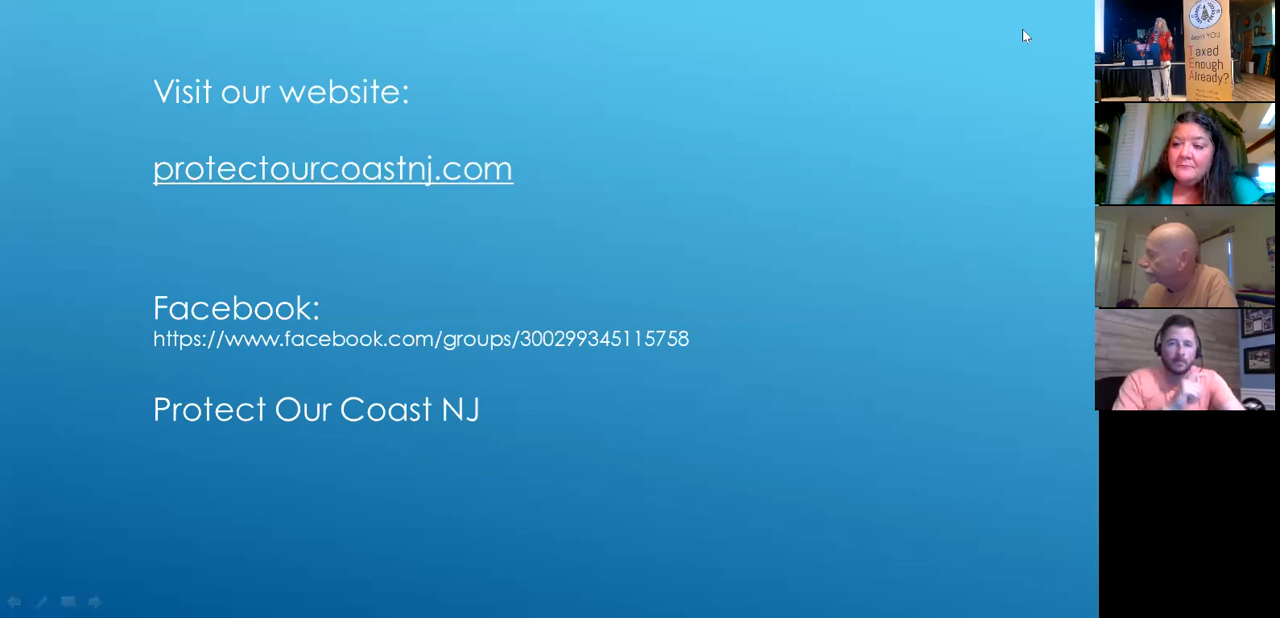 Visit our website:
protectourcoastnj.com
Facebook:
https://www.facebook.com/groups/300299345115758
Protect Our Coast NJ
Taxed
Enough
Already?